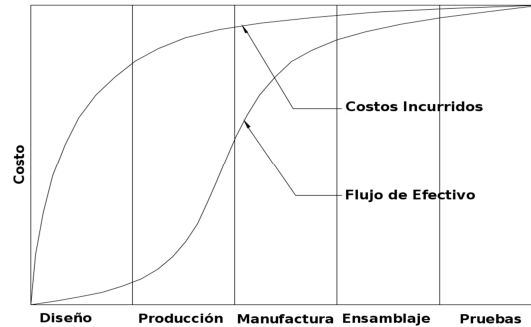 Costo
Costos Incurridos
Flujo de Efectivo
Diseño
Producción
Manufactura
Ensamblaje
Pruebas